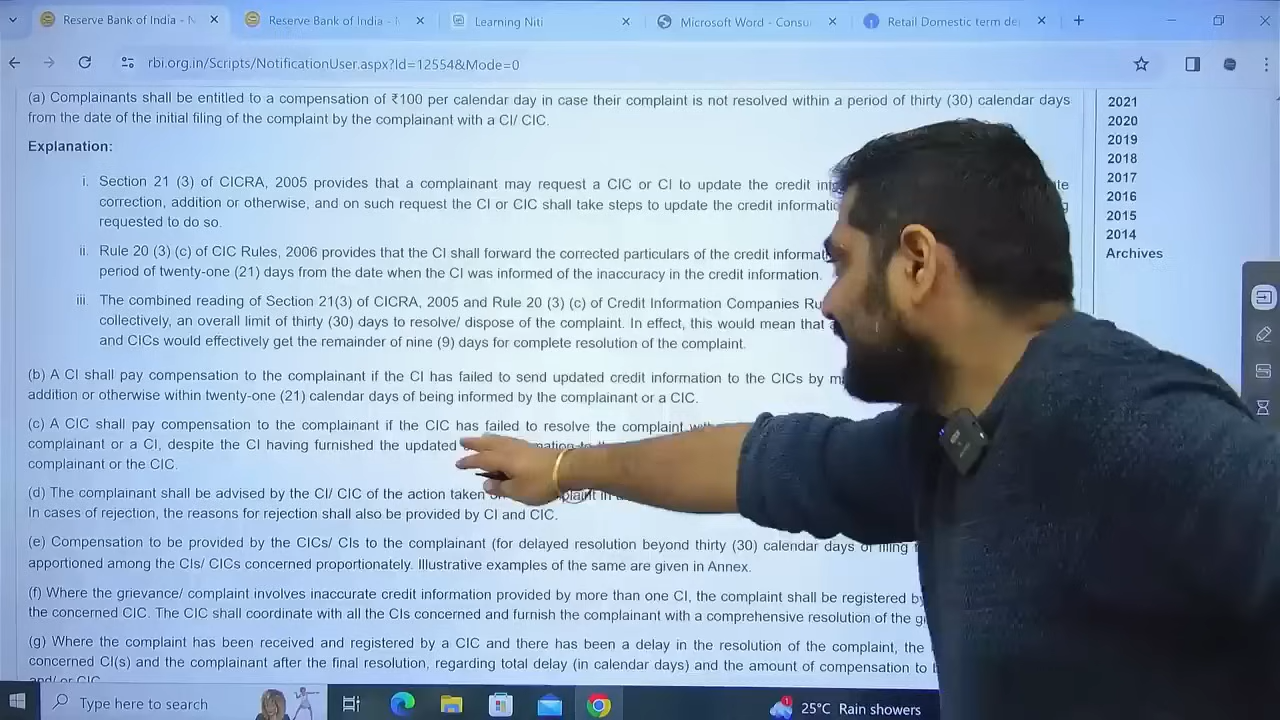 Reserve Bank of India - N
Reserve Bank of India - N
Learning Niti
Microsoft Word - Consu
Retail Domestic term de
rbi.org.in/Scripts/NotificationUser.aspx?Id=12554&Mode=0
(a) Complainants shall be entitled to a compensation of ₹100 per calendar day in case their complaint is not resolved within a period of thirty (30) calendar days
from the date of the initial filing of the complaint by the complainant with a CI/ CIC.
Explanation:
i. Section 21 (3) of CICRA, 2005 provides that a complainant may request a CIC or CI to update the credit
correction, addition or otherwise, and on such request the CI or CIC shall take steps to update the credit
requested to do so.
ii. Rule 20 (3) (c) of CIC Rules, 2006 provides that the CI shall forward the corrected particulars of the credit
period of twenty-one (21) days from the date when the CI was informed of the inaccuracy in the credit information.
iii. The combined reading of Section 21(3) of CICRA, 2005 and Rule 20 (3) (c) of Credit Information Companies
collectively, an overall limit of thirty (30) days to resolve/ dispose of the complaint. In effect, this would mean that
and CICs would effectively get the remainder of nine (9) days for complete resolution of the complaint.
(b) A CI shall pay compensation to the complainant if the CI has failed to send updated credit information to the CICs by
addition or otherwise within twenty-one (21) calendar days of being informed by the complainant or a CIC.
(c) A CIC shall pay compensation to the complainant if the CIC has failed to resolve the complaint
complainant or a CI, despite the CI having furnished the updated
complainant or the CIC.
(d) The complainant shall be advised by the CI/ CIC of the action taken
In cases of rejection, the reasons for rejection shall also be provided by CI and CIC.
(e) Compensation to be provided by the CICs/ CIs to the complainant (for delayed resolution beyond thirty (30) calendar days of filing
apportioned among the CIs/ CICs concerned proportionately. Illustrative examples of the same are given in Annex.
(f) Where the grievance/ complaint involves inaccurate credit information provided by more than one CI, the complaint shall be registered by
the concerned CIC. The CIC shall coordinate with all the CIs concerned and furnish the complainant with a comprehensive resolution of the
(g) Where the complaint has been received and registered by a CIC and there has been a delay in the resolution of the complaint, the
concerned CI(s) and the complainant after the final resolution, regarding total delay (in calendar days) and the amount of compensation to
and/ or CIC
2021
2020
2019
2018
2017
2016
2015
2014
Archives
Type here to search
1
25°C Rain showers